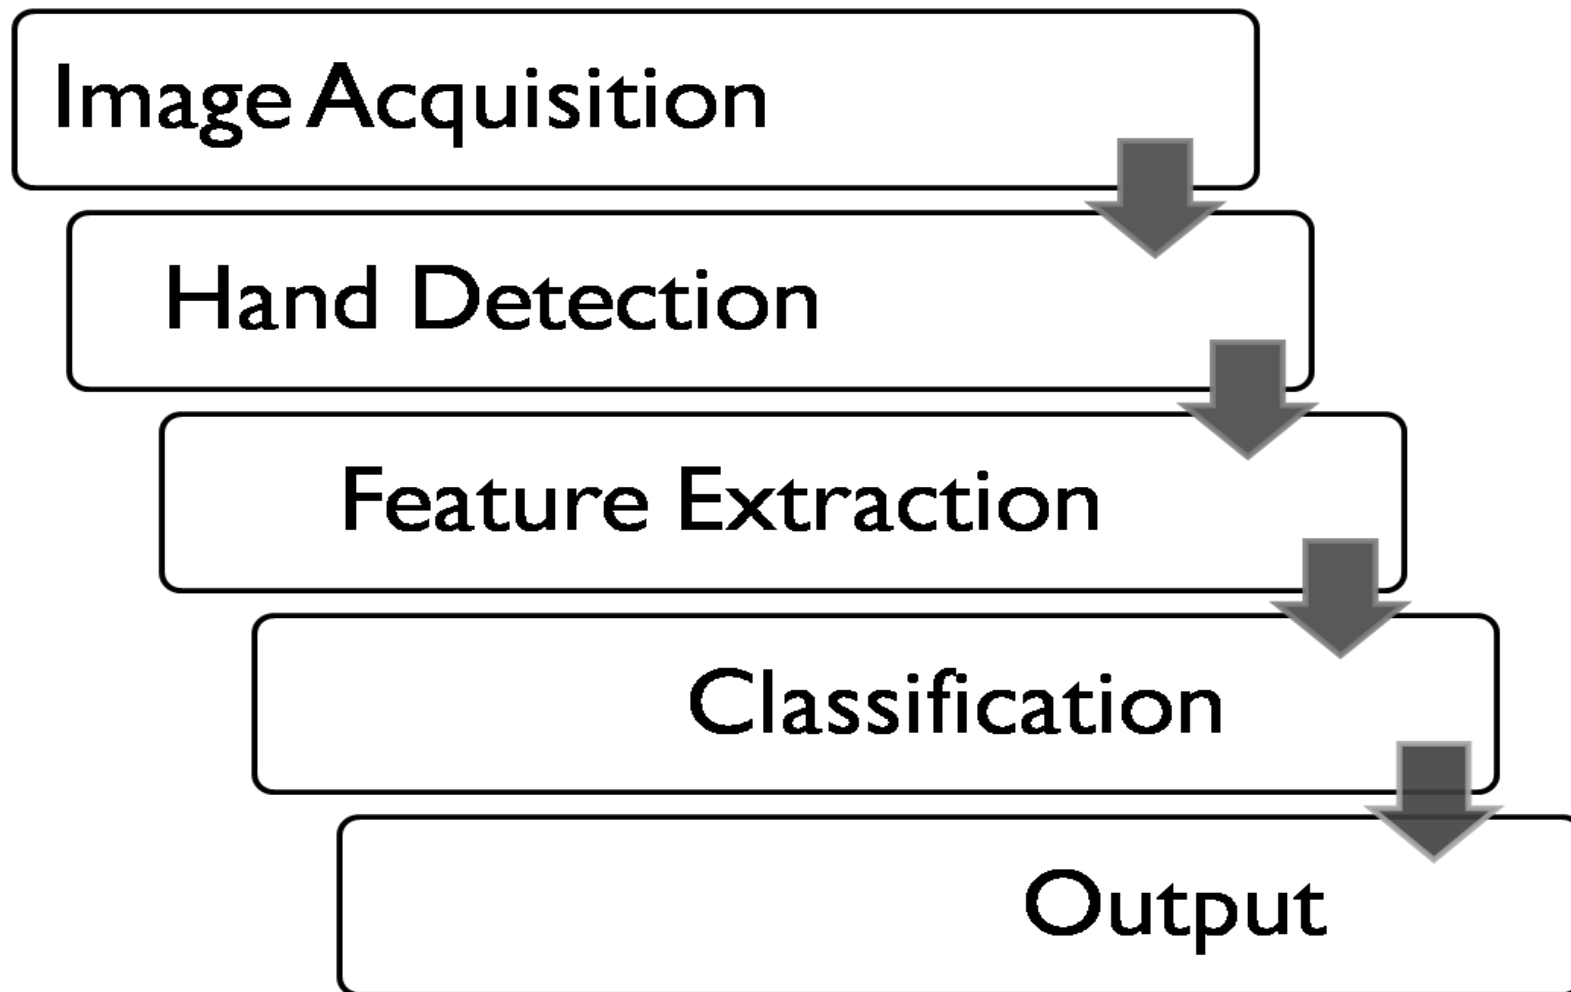 Image Acquisition
Hand Detection
Feature Extraction
Classification
Output